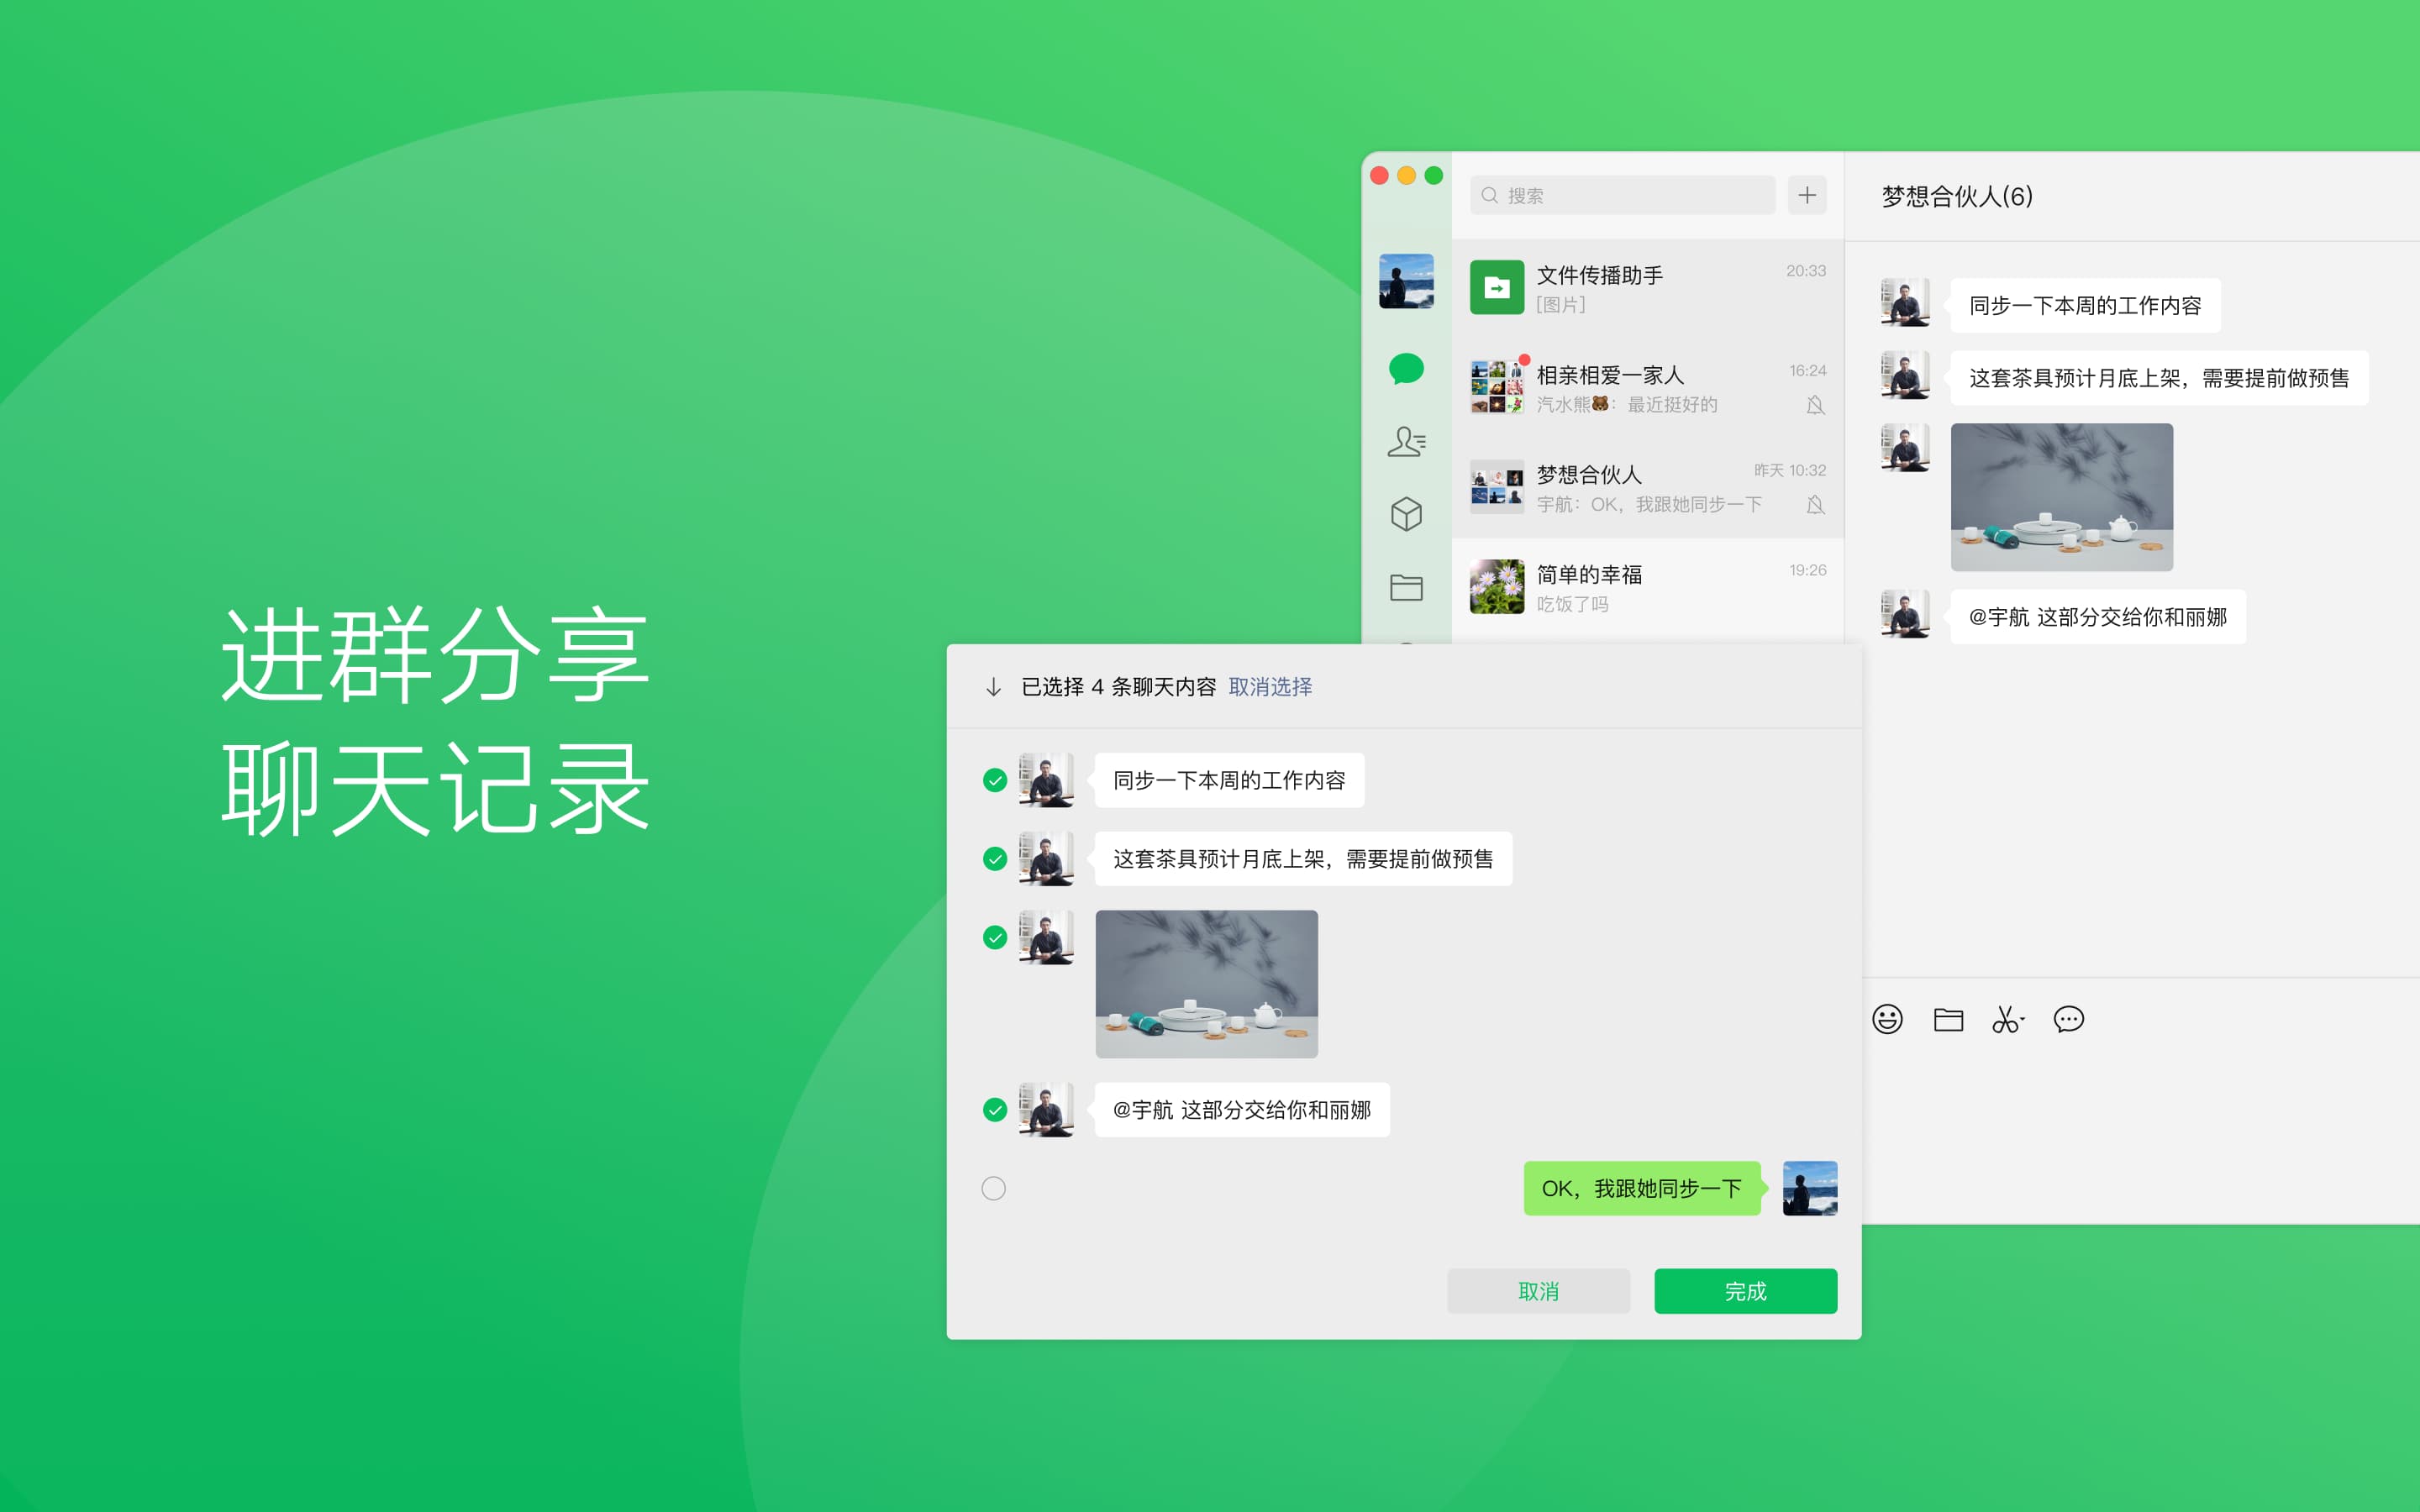 进群分享
聊天记录
搜索
文件传播助手
20:33
[图片]
相亲相爱一家人
16:24
汽水熊🐻：最近挺好的
梦想合伙人
昨天 10:32
宇航：OK，我跟她同步一下
简单的幸福
19:26
吃饭了吗
梦想合伙人(6)
同步一下本周的工作内容
这套茶具预计月底上架，需要提前做预售
@宇航 这部分交给你和丽娜
已选择 4 条聊天内容 取消选择
同步一下本周的工作内容
这套茶具预计月底上架，需要提前做预售
@宇航 这部分交给你和丽娜
OK，我跟她同步一下
取消
完成